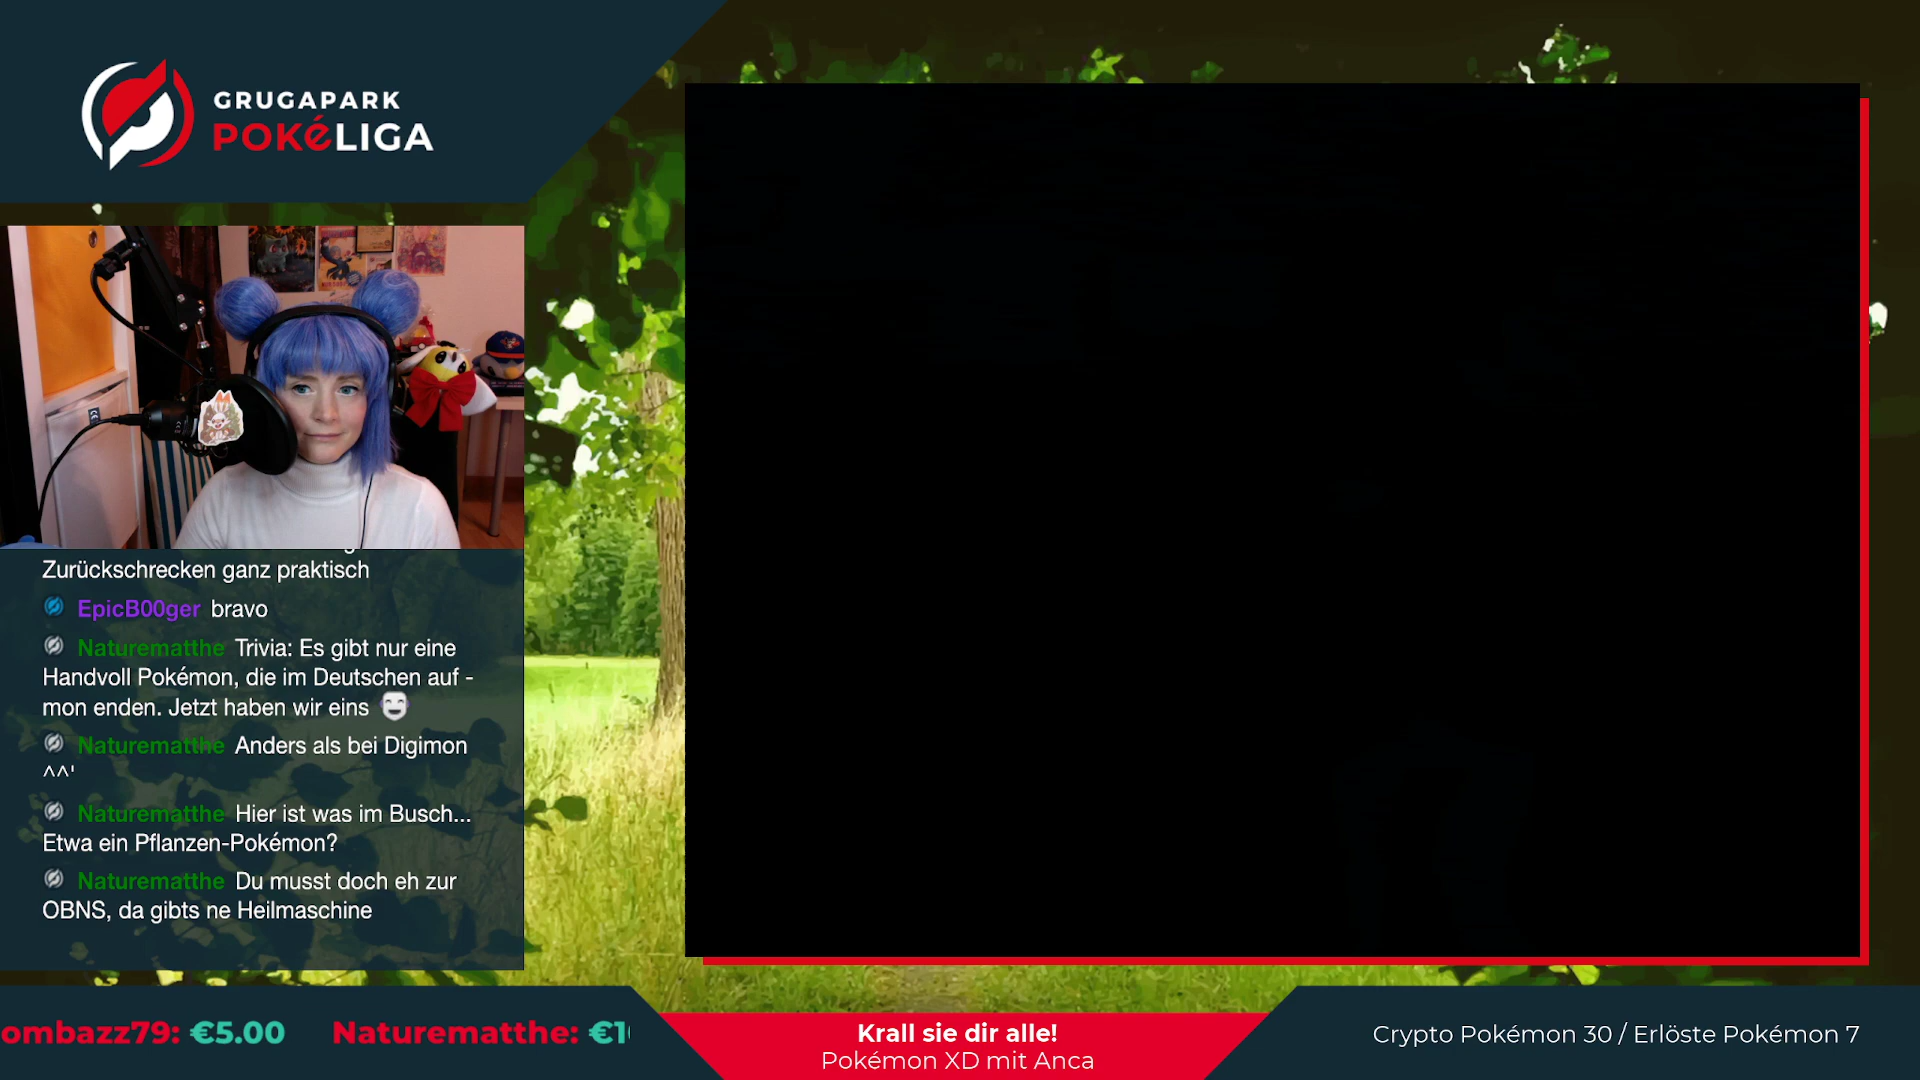 GRUGAPARK
POKéLIGA
Zurückschrecken ganz praktisch
EpicB00ger bravo
Naturematthe Trivia: Es gibt nur eine
Handvoll Pokémon, die im Deutschen auf -
mon enden. Jetzt haben wir eins
Naturematthe Anders als bei Digimon
^^'
Naturematthe Hier ist was im Busch...
Etwa ein Pflanzen-Pokémon?
Naturematthe Du musst doch eh zur
OBNS, da gibts ne Heilmaschine
ombazz79: €5.00 Naturematthe: €1
Krall sie dir alle!
Pokémon XD mit Anca
Crypto Pokémon 30 / Erlöste Pokémon 7